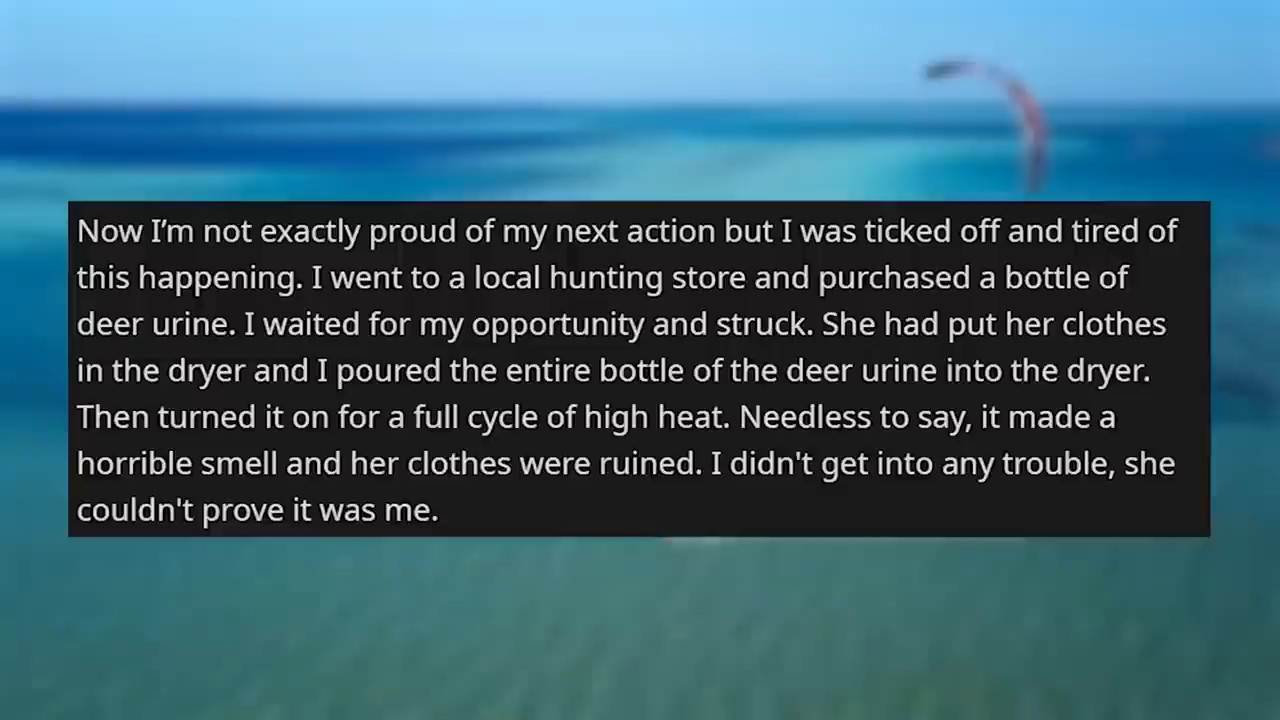 Now I’m not exactly proud of my next action but I was ticked off and tired of
this happening. I went to a local hunting store and purchased a bottle of
deer urine. I waited for my opportunity and struck. She had put her clothes
in the dryer and I poured the entire bottle of the deer urine into the dryer.
Then turned it on for a full cycle of high heat. Needless to say, it made a
horrible smell and her clothes were ruined. I didn't get into any trouble, she
couldn't prove it was me.